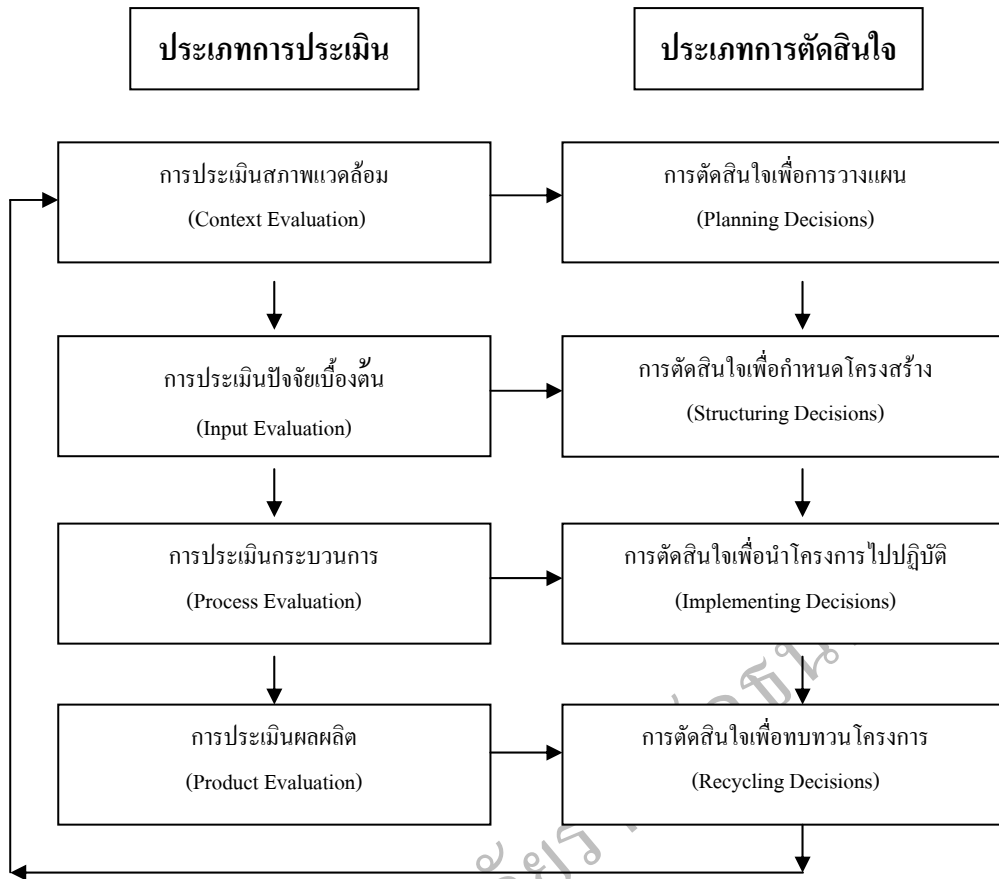 ประเภทการประเมิน
ประเภทการตัดสินใจ
การประเมินสภาพแวดล้อม
(Context Evaluation)
การตัดสินใจเพื่อการวางแผน
(Planning Decisions)
การประเมินปัจจัยเบื้องต้น
(Input Evaluation)
การตัดสินใจเพื่อกำหนดโครงสร้าง
(Structuring Decisions)
การประเมินกระบวนการ
(Process Evaluation)
การตัดสินใจเพื่อนำโครงการไปปฏิบัติ
(Implementing Decisions)
การประเมินผลผลิต
(Product Evaluation)
การตัดสินใจเพื่อทบทวนโครงการ
(Recycling Decisions)